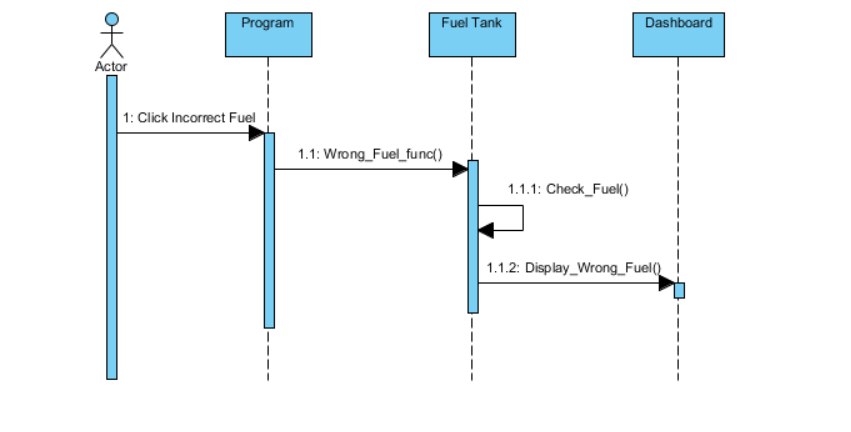 Program
Fuel Tank
Dashboard
Actor
1: Click Incorrect Fuel
1.1: Wrong_Fuel_func()
1.1.1: Check_Fuel()
1.1.2: Display_Wrong_Fuel()